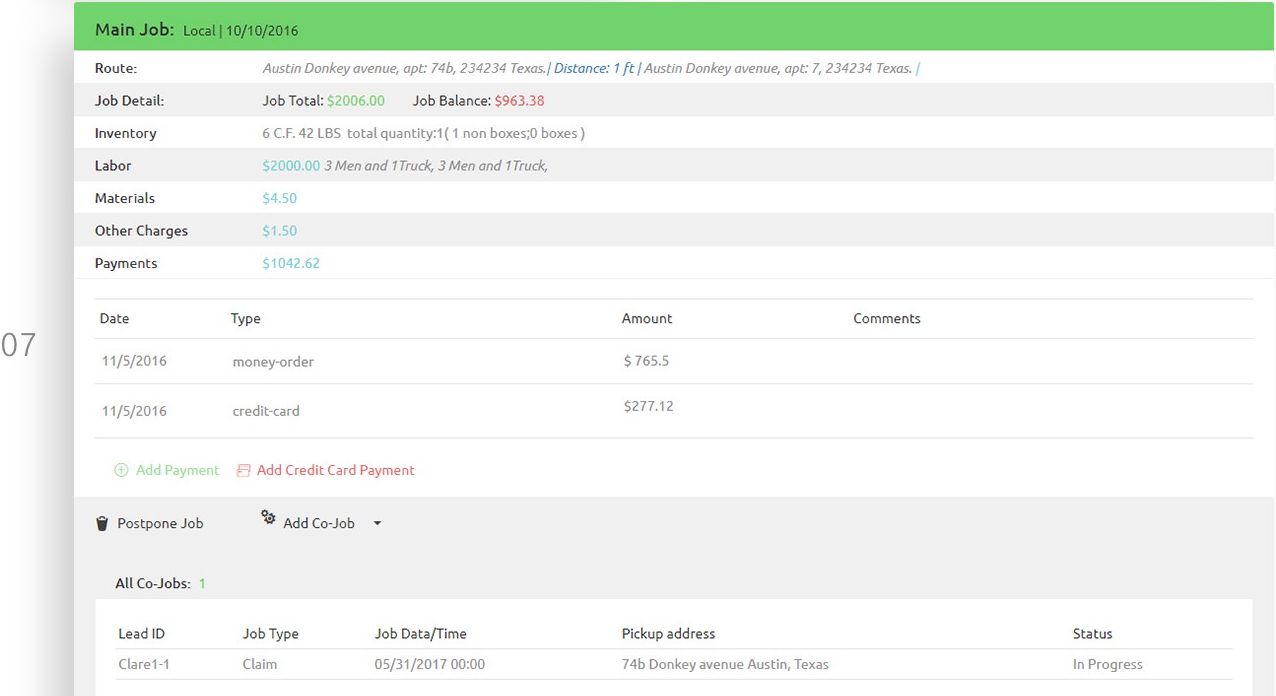 Main Job: Local | 10/10/2016
Route: Austin Donkey avenue, apt: 74b, 234234 Texas.| Distance: 1 ft | Austin Donkey avenue, apt: 7, 234234 Texas. |
Job Detail: Job Total: $2006.00 Job Balance: $963.38
Inventory 6 C.F. 42 LBS total quantity:1( 1 non boxes;0 boxes )
Labor $2000.00 3 Men and 1Truck, 3 Men and 1Truck,
Materials $4.50
Other Charges $1.50
Payments $1042.62
Date Type Amount Comments
07
11/5/2016 money-order $ 765.5
11/5/2016 credit-card $277.12
Add Payment Add Credit Card Payment
Postpone Job Add Co-Job
All Co-Jobs: 1
Lead ID Job Type Job Data/Time Pickup address Status
Clare1-1 Claim 05/31/2017 00:00 74b Donkey avenue Austin, Texas In Progress